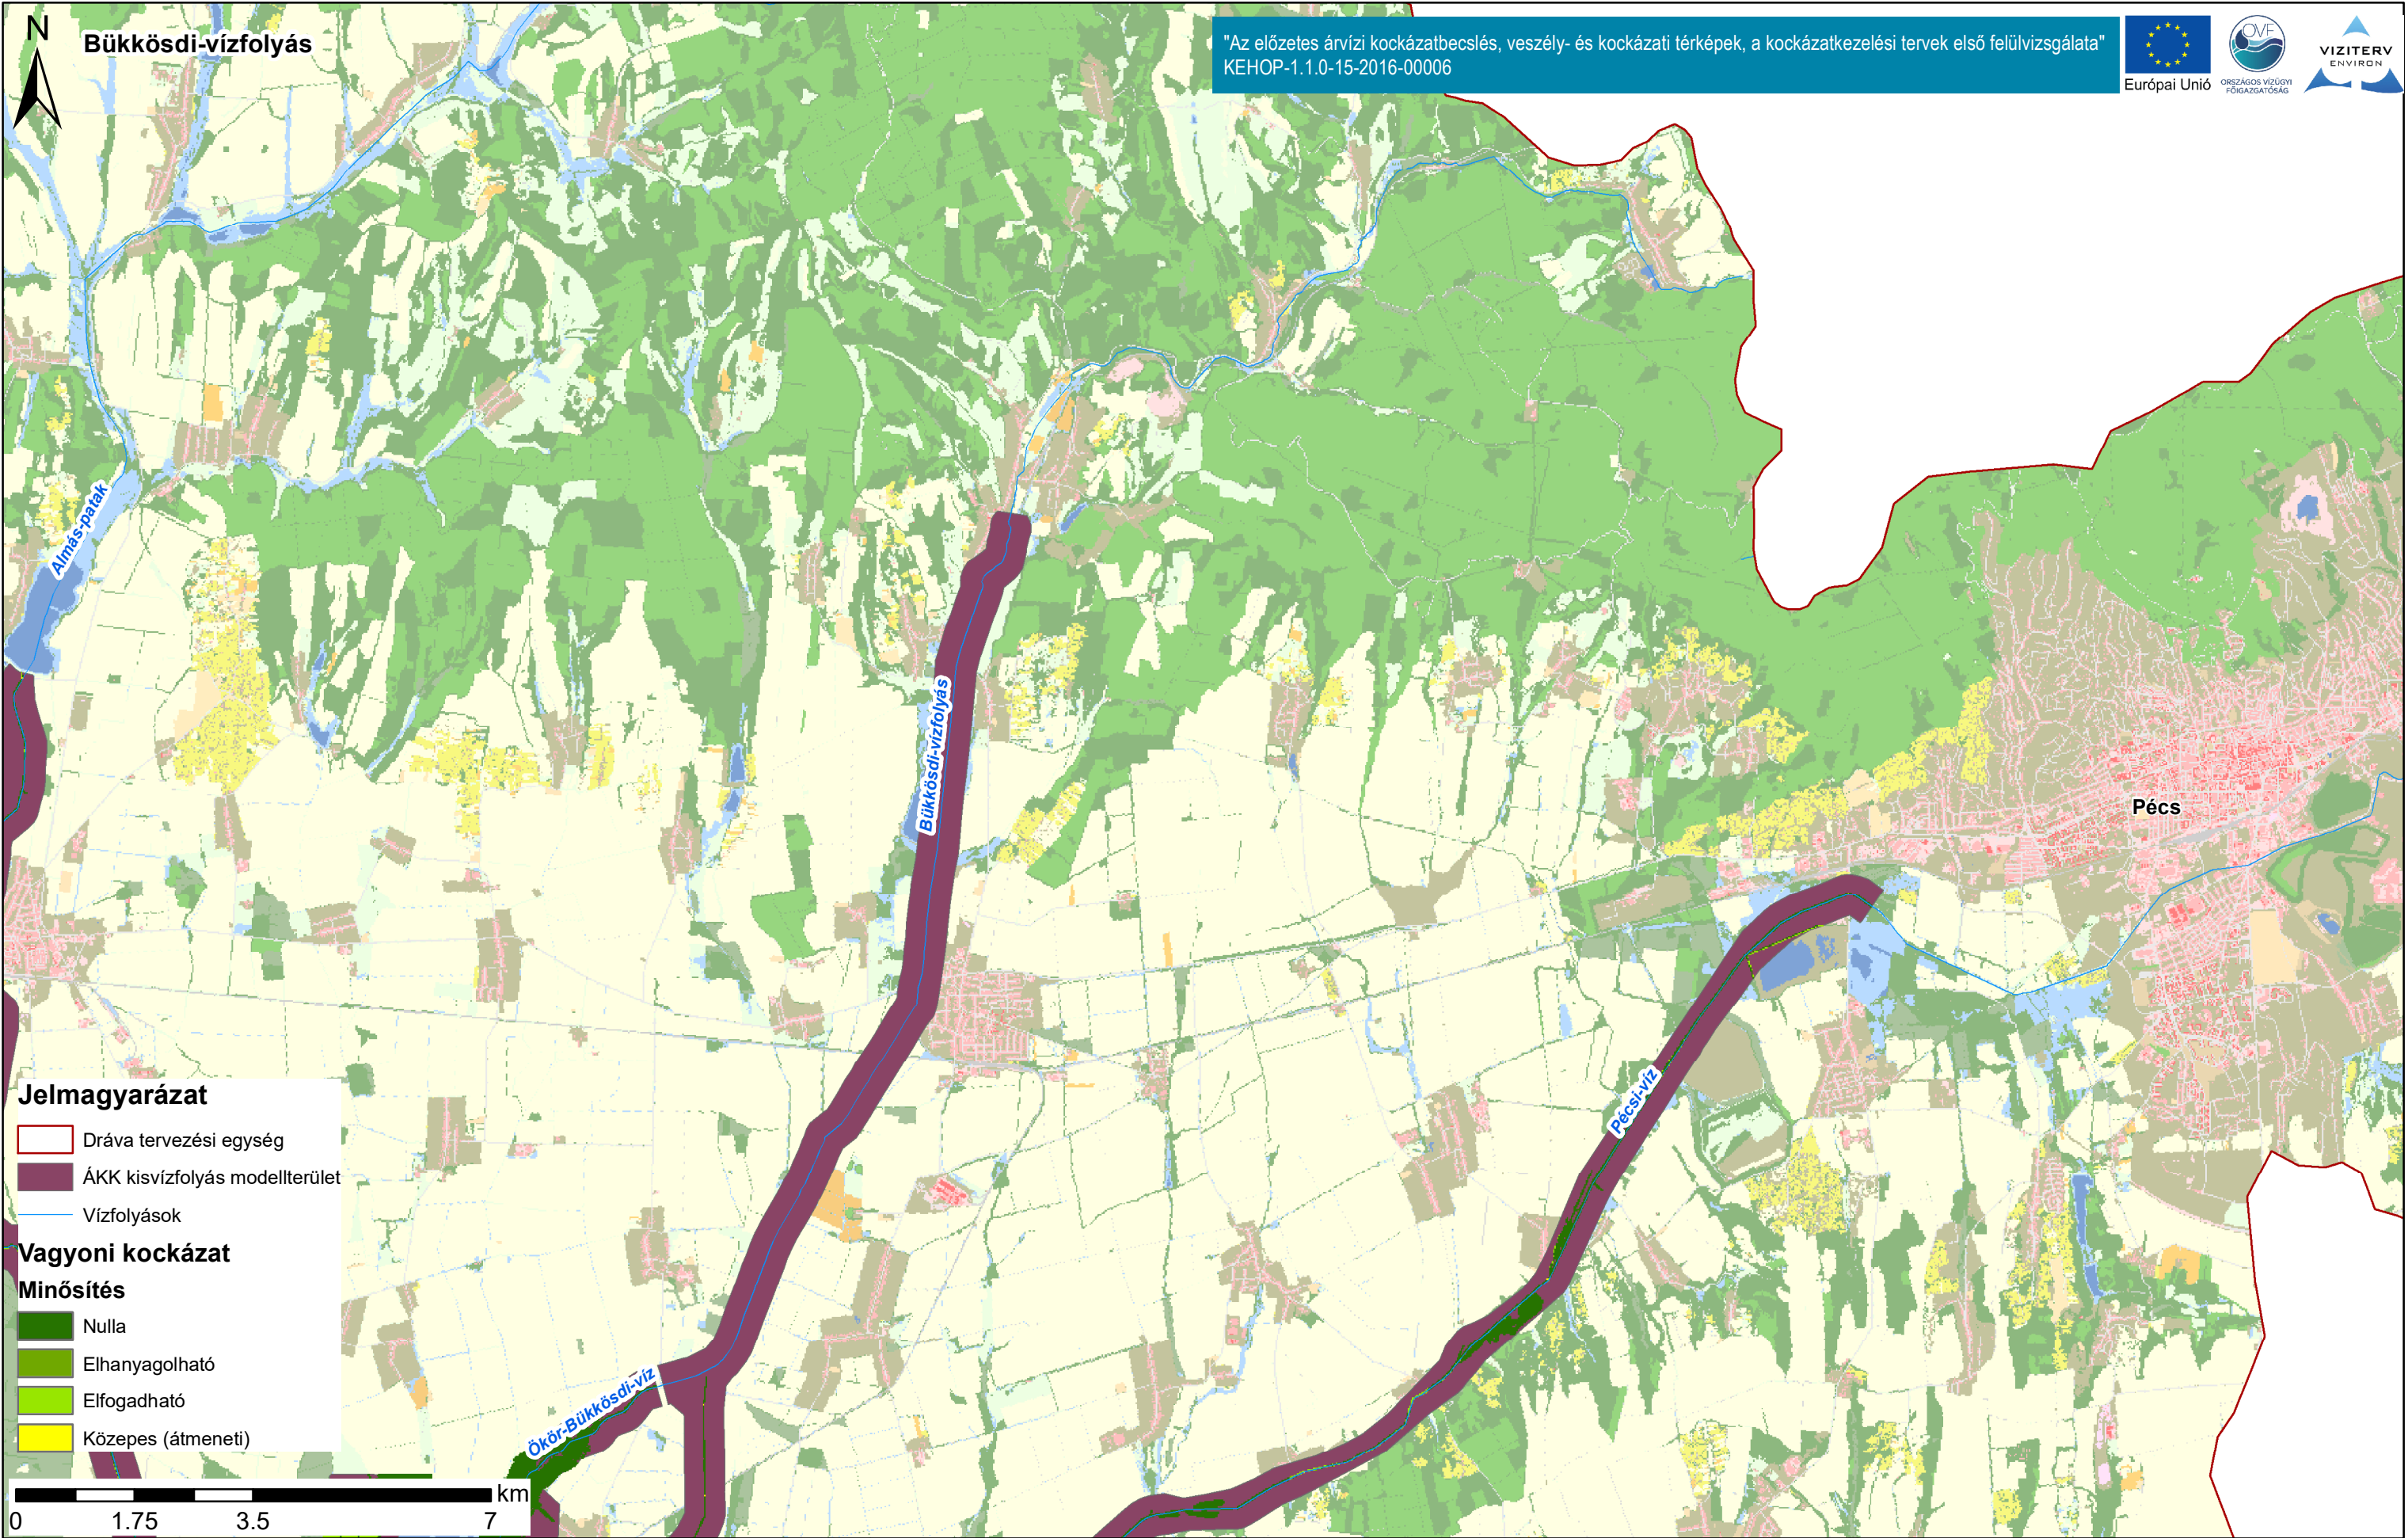 N
Bükkösdi-vízfolyás
"Az előzetes árvízi kockázatbecslés, veszély- és kockázati térképek, a kockázatkezelési tervek első felülvizsgálata"
KEHOP-1.1.0-15-2016-00006
Európai Unió
OVF
ORSZÁGOS VÍZÜGYI
FŐIGAZGATÓSÁG
VIZITERV
ENVIRON
Almás-patak
Bükkösdi-vízfolyás
Pécs
Pécsi-víz
Ökör-Bükkösdi-víz
Jelmagyarázat
Dráva tervezési egység
ÁKK kisvízfolyás modellterület
Vízfolyások
Vagyoni kockázat
Minősítés
Nulla
Elhanyagolható
Elfogadható
Közepes (átmeneti)
km
0 1.75 3.5 7